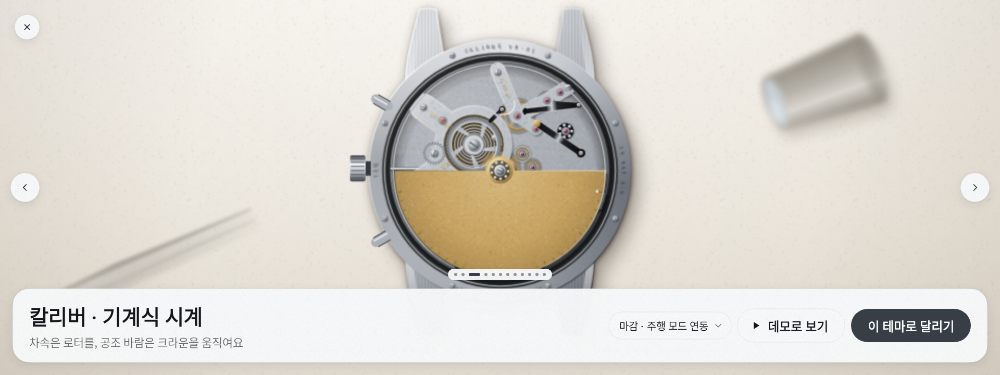 칼리버 · 기계식 시계
차속은 로터를, 공조 바람은 크라운을 움직여요
마감 · 주행 모드 연동
데모로 보기
이 테마로 달리기